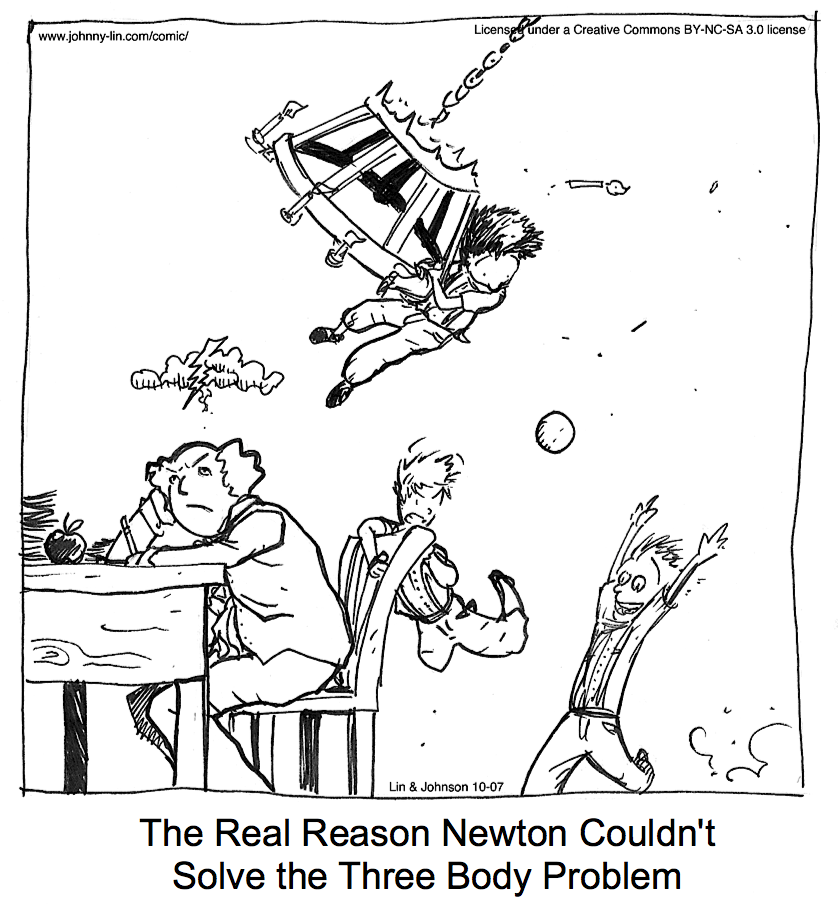 www.johnny-lin.com/comic/
Licensed under a Creative Commons BY-NC-SA 3.0 license
Lin & Johnson 10-07
The Real Reason Newton Couldn't
Solve the Three Body Problem